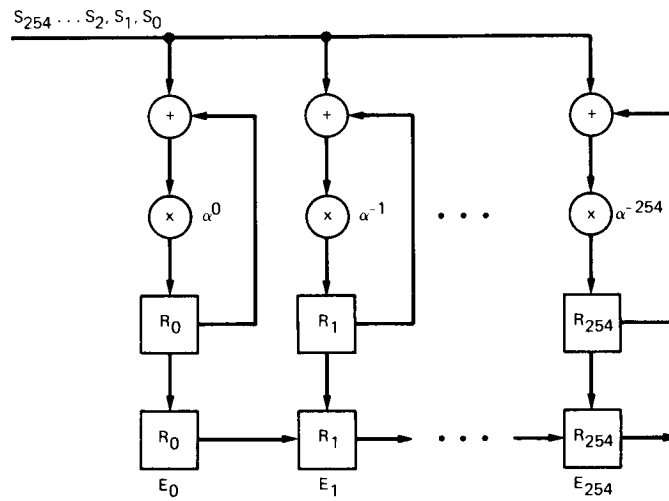 S₂₅₄ . . . S₂, S₁, S₀
+ + +
× α⁰ × α⁻¹ . . . × α⁻²⁵⁴
R₀ R₁ R₂₅₄
R₀ R₁ . . . R₂₅₄
E₀ E₁ E₂₅₄